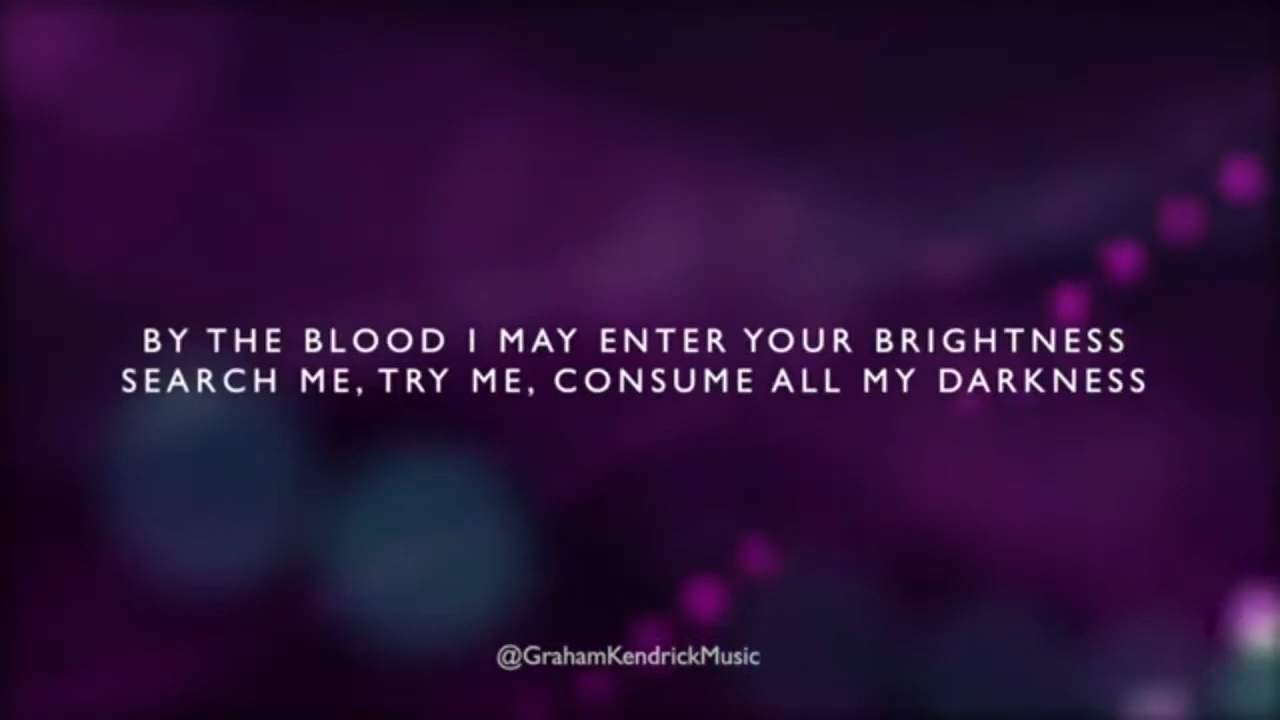 BY THE BLOOD I MAY ENTER YOUR BRIGHTNESS
SEARCH ME, TRY ME, CONSUME ALL MY DARKNESS
@GrahamKendrickMusic